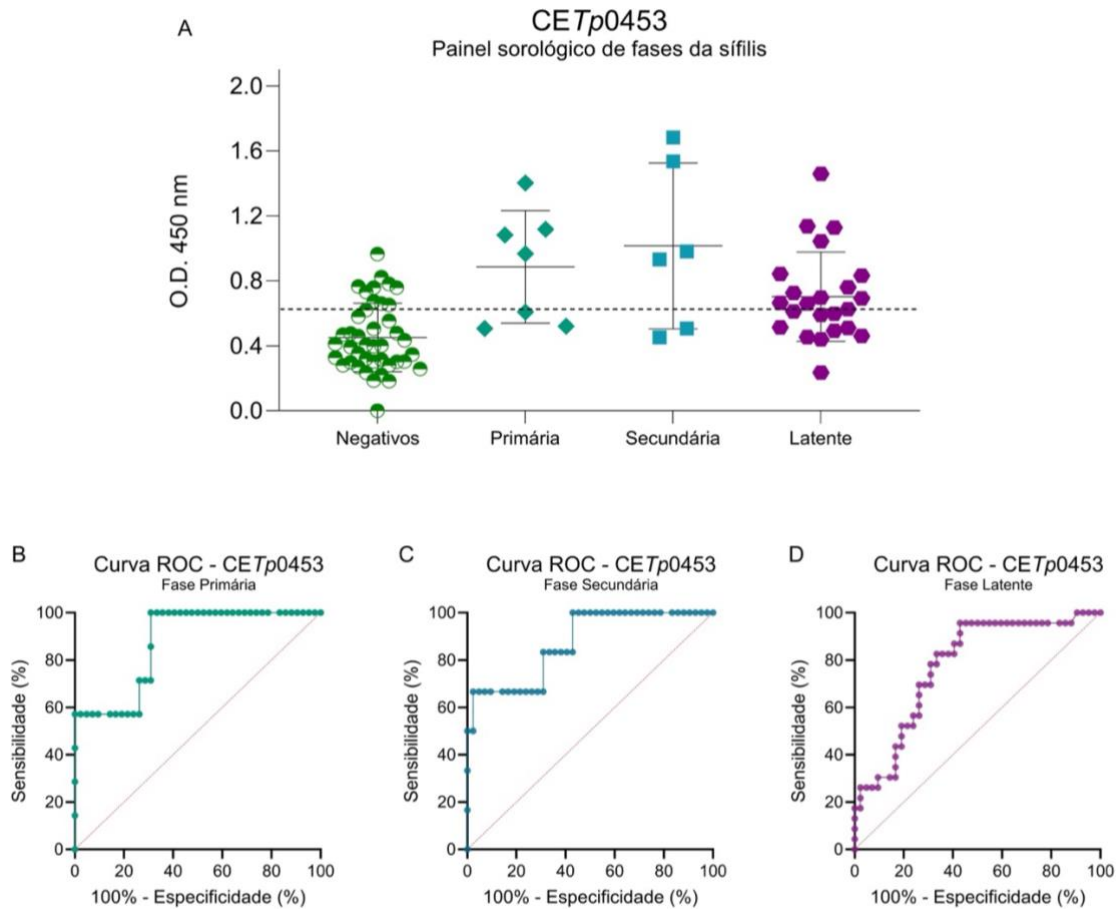 A
CETp0453
Painel sorológico de fases da sífilis
O.D. 450 nm
2.0
1.6
1.2
0.8
0.4
0.0
Negativos
Primária
Secundária
Latente
B
Curva ROC - CETp0453
Fase Primária
Sensibilidade (%)
100
80
60
40
20
0
0 20 40 60 80 100
100% - Especificidade (%)
C
Curva ROC - CETp0453
Fase Secundária
Sensibilidade (%)
100
80
60
40
20
0
0 20 40 60 80 100
100% - Especificidade (%)
D
Curva ROC - CETp0453
Fase Latente
Sensibilidade (%)
100
80
60
40
20
0
0 20 40 60 80 100
100% - Especificidade (%)